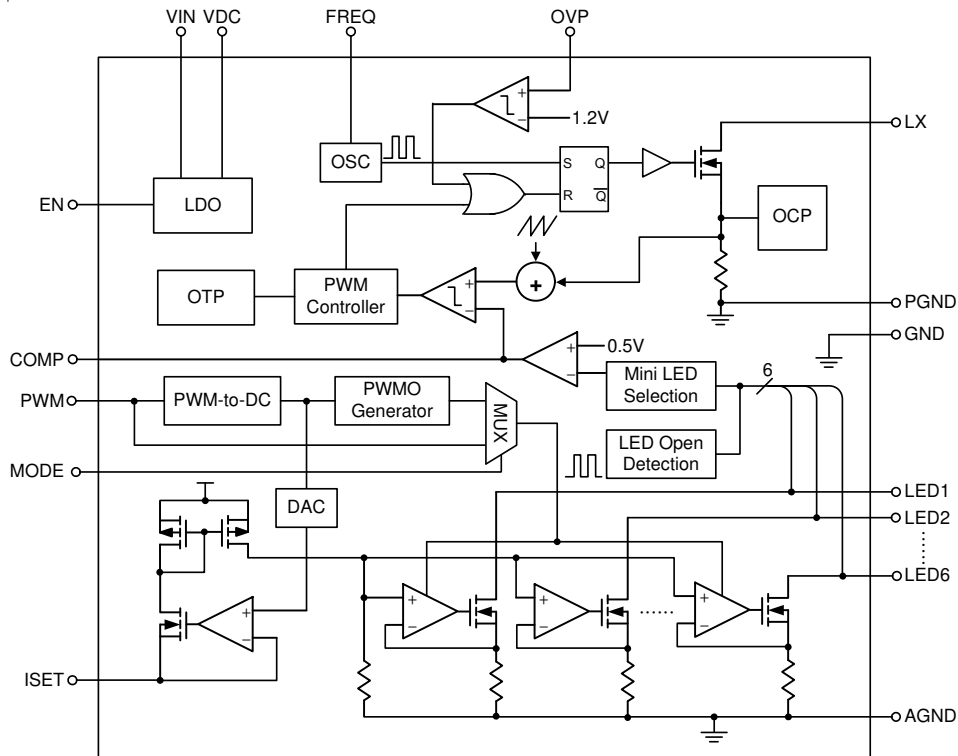 VIN VDC
FREQ
OVP
1.2V
LX
OSC
S Q
R Q
EN
LDO
OCP
OTP
PWM
Controller
+
PGND
GND
COMP
0.5V
Mini LED
Selection
6
PWM
PWM-to-DC
PWMO
Generator
MUX
LED Open
Detection
MODE
DAC
LED1
LED2
LED6
ISET
AGND